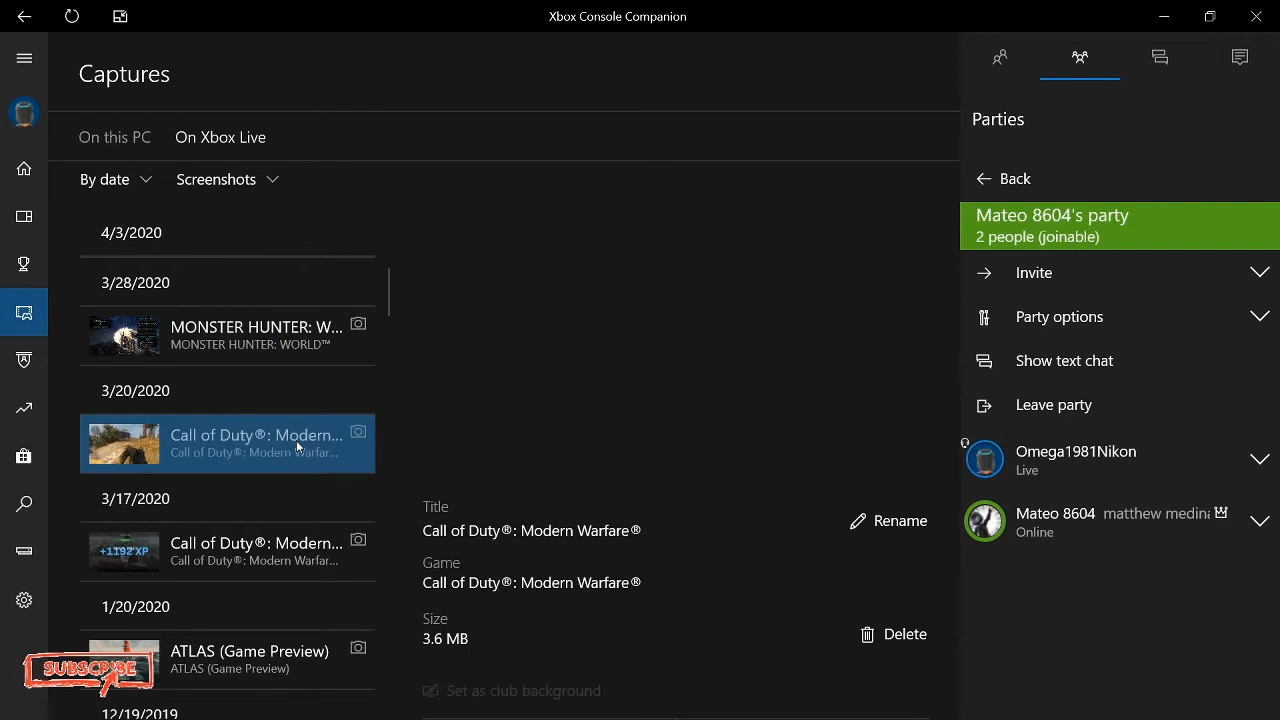 Xbox Console Companion
Captures
On this PC
On Xbox Live
By date
Screenshots
4/3/2020
3/28/2020
MONSTER HUNTER: W...
MONSTER HUNTER: WORLD™
3/20/2020
Call of Duty®: Modern...
Call of Duty®: Modern Warfar...
3/17/2020
+1192 XP
Call of Duty®: Modern...
Call of Duty®: Modern Warfar...
1/20/2020
ATLAS (Game Preview)
ATLAS (Game Preview)
SUBSCRIBE
12/19/2019
Title
Call of Duty®: Modern Warfare®
Rename
Game
Call of Duty®: Modern Warfare®
Size
3.6 MB
Delete
Set as club background
Parties
Back
Mateo 8604's party
2 people (joinable)
Invite
Party options
Show text chat
Leave party
Omega1981Nikon
Live
Mateo 8604 matthew medina
Online